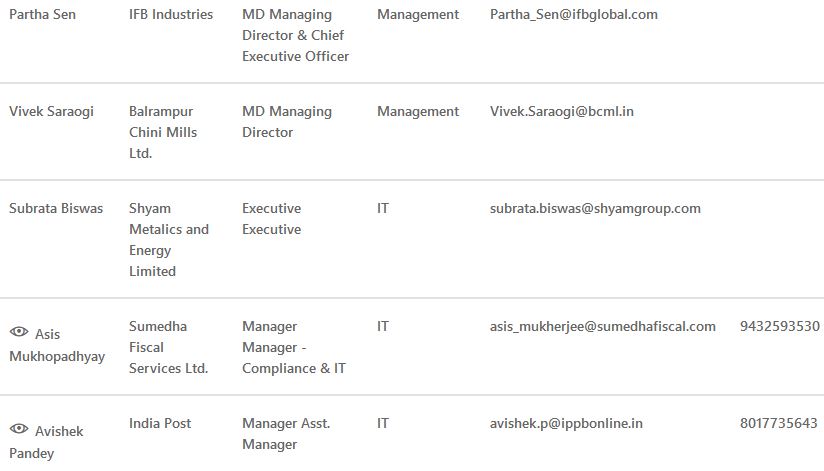 Partha Sen IFB Industries MD Managing Management Partha_Sen@ifbglobal.com
Director & Chief
Executive Officer
Vivek Saraogi Balrampur MD Managing Management Vivek.Saraogi@bcml.in
Chini Mills Director
Ltd.
Subrata Biswas Shyam Executive IT subrata.biswas@shyamgroup.com
Metalics and Executive
Energy
Limited
Asis Sumedha Manager IT asis_mukherjee@sumedhafiscal.com 9432593530
Mukhopadhyay Fiscal Manager -
Services Ltd. Compliance & IT
Avishek India Post Manager Asst. IT avishek.p@ippbonline.in 8017735643
Pandey Manager